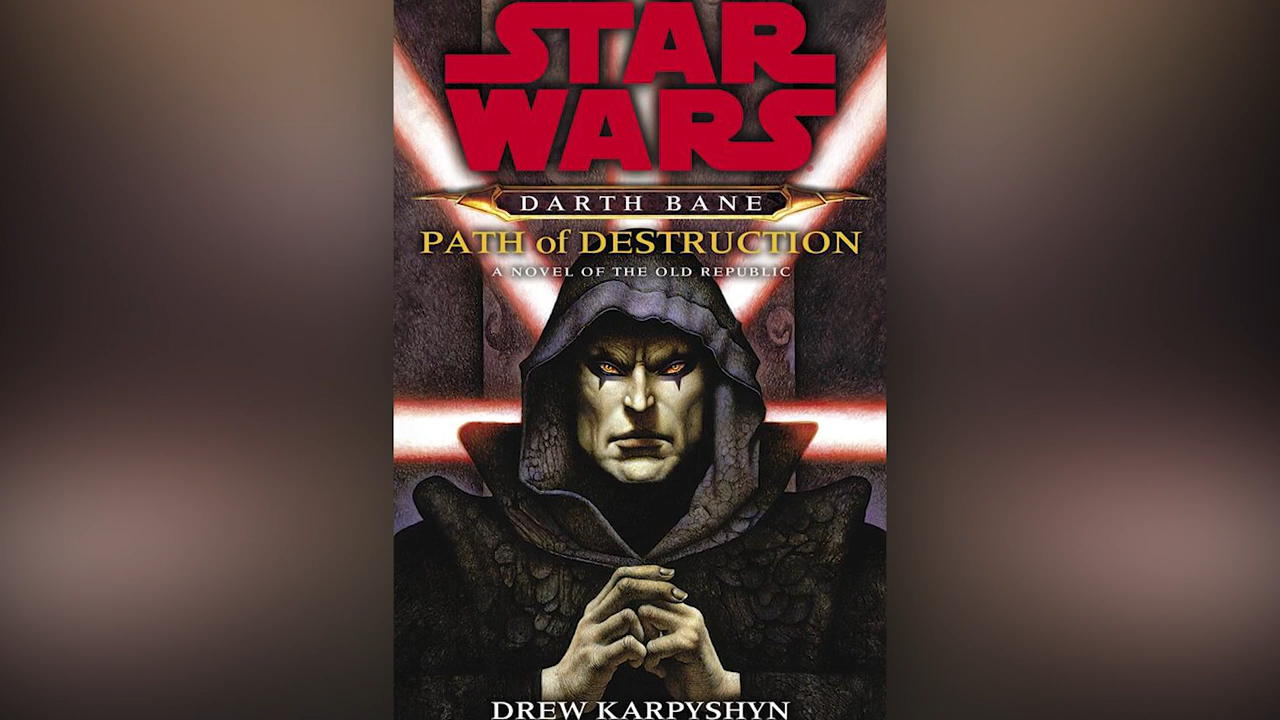 STAR
WARS
DARTH BANE
PATH of DESTRUCTION
A NOVEL OF THE OLD REPUBLIC
DREW KARPYSHYN